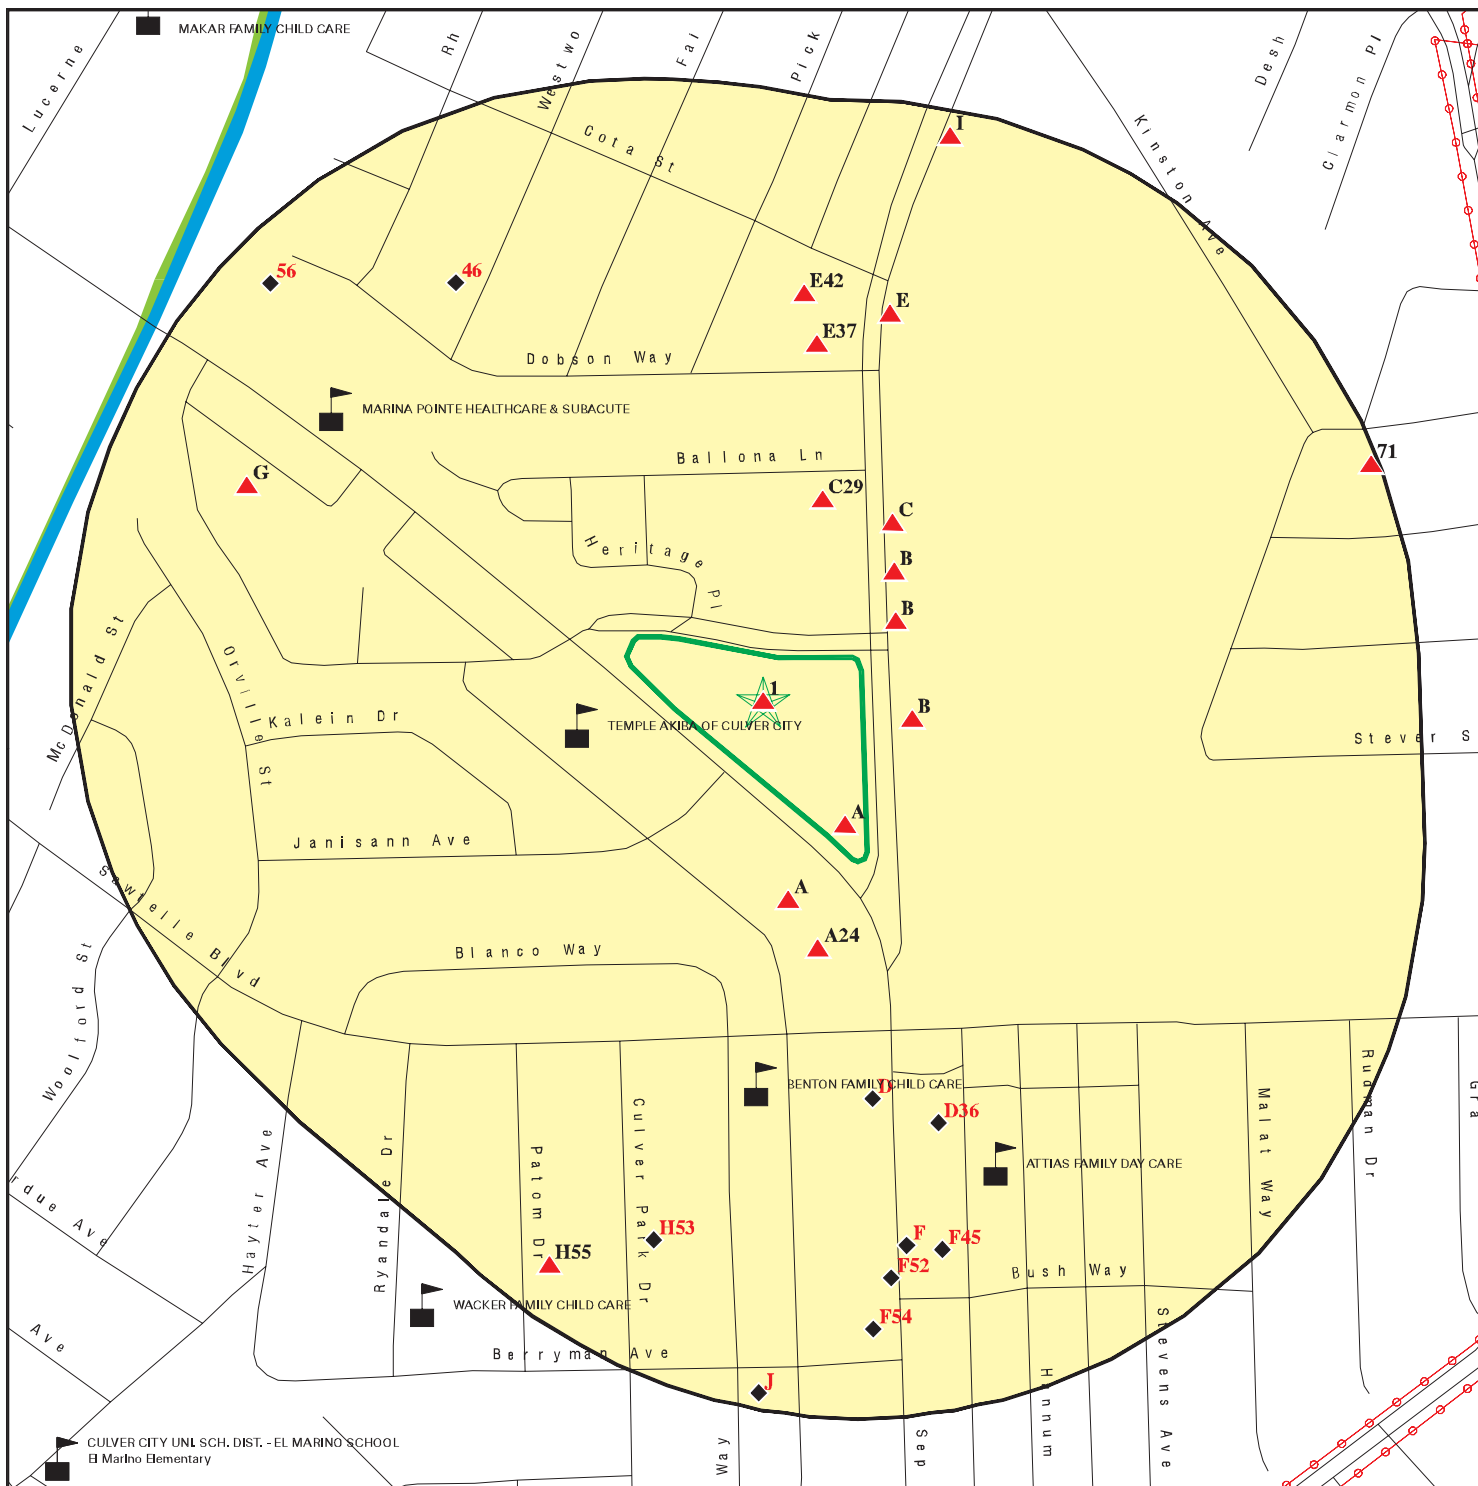 MAKAR FAMILY CHILD CARE
Lucerne
Rh
Westwo
Fai
Pick
Desh
Clarmon Pl
Kinston Ave
I
Cota St
56
46
E42
E
E37
Dobson Way
MARINA POINTE HEALTHCARE & SUBACUTE
71
Ballona Ln
G
C29
C
Heritage Pl
B
B
McDonald St
Orville St
1
Kalein Dr
TEMPLE AKIBA OF CULVER CITY
B
Stever S
A
Janisann Ave
Sawtelle Blvd
A
A24
Blanco Way
Woolford St
BENTON FAMILY CHILD CARE
D
D36
Culver Park Dr
Patom Dr
Hayter Ave
Ryandale Dr
Malat Way
Rudman Dr
Gra
ATTIAS FAMILY DAY CARE
rdue Ave
H53
H55
F
F45
F52
Bush Way
WACKER FAMILY CHILD CARE
F54
Ave
Berryman Ave
J
Stevens Ave
Hannum
Way
Sep
CULVER CITY UNI. SCH. DIST. - EL MARINO SCHOOL
El Marino Elementary